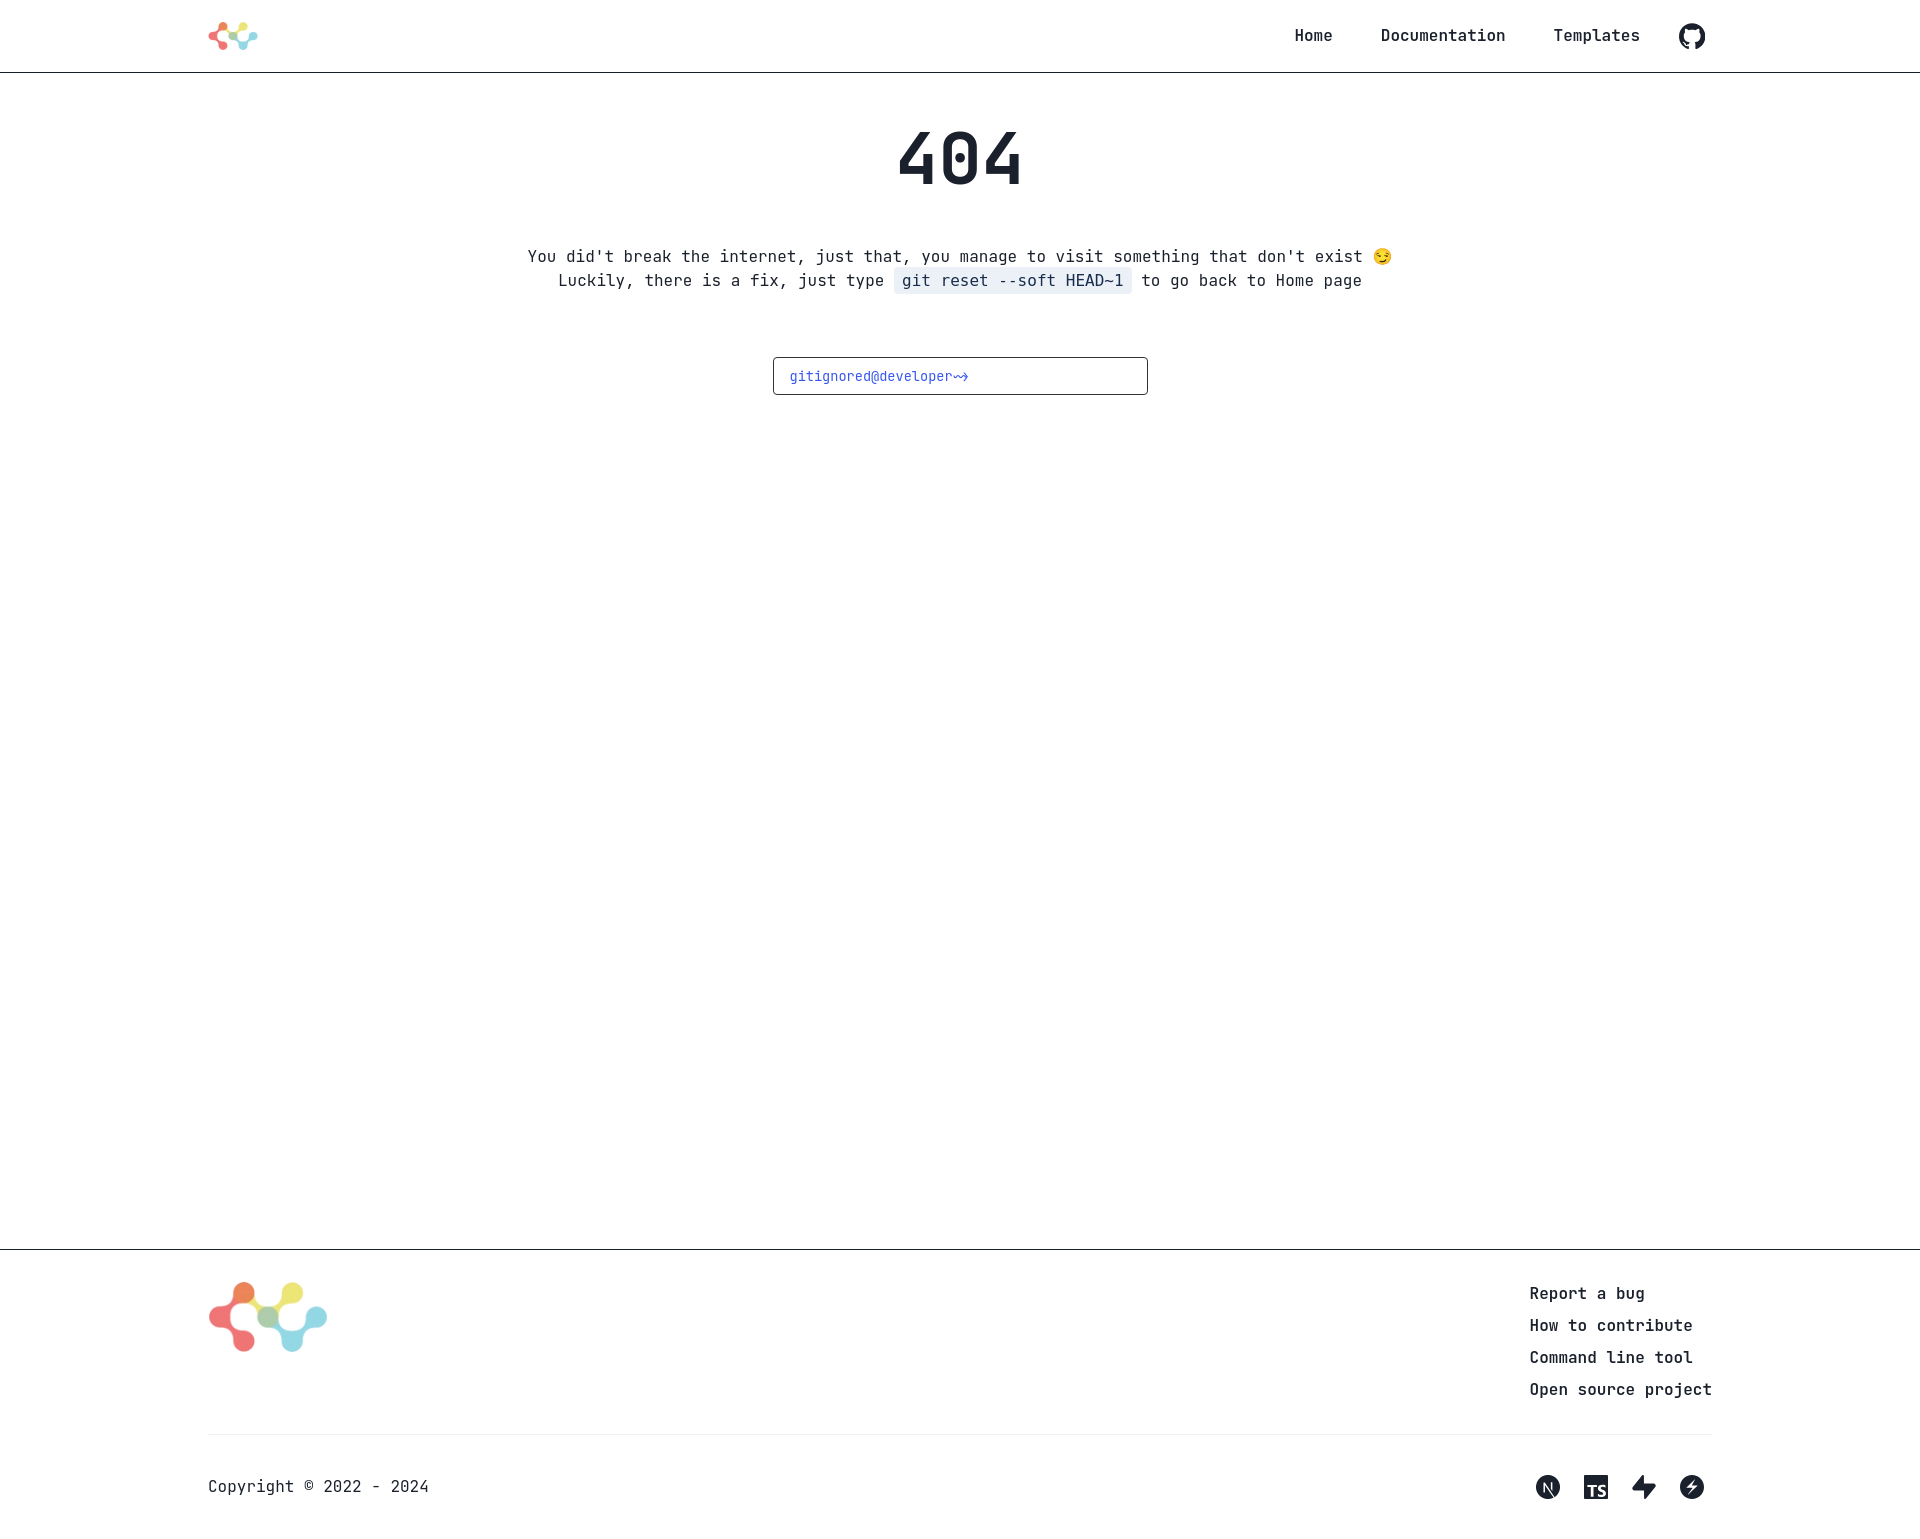 Home
Documentation
Templates
404
You did't break the internet, just that, you manage to visit something that don't exist 😏
Luckily, there is a fix, just type git reset --soft HEAD~1 to go back to Home page
gitignored@developer~~>
Report a bug
How to contribute
Command line tool
Open source project
Copyright © 2022 - 2024
N
TS